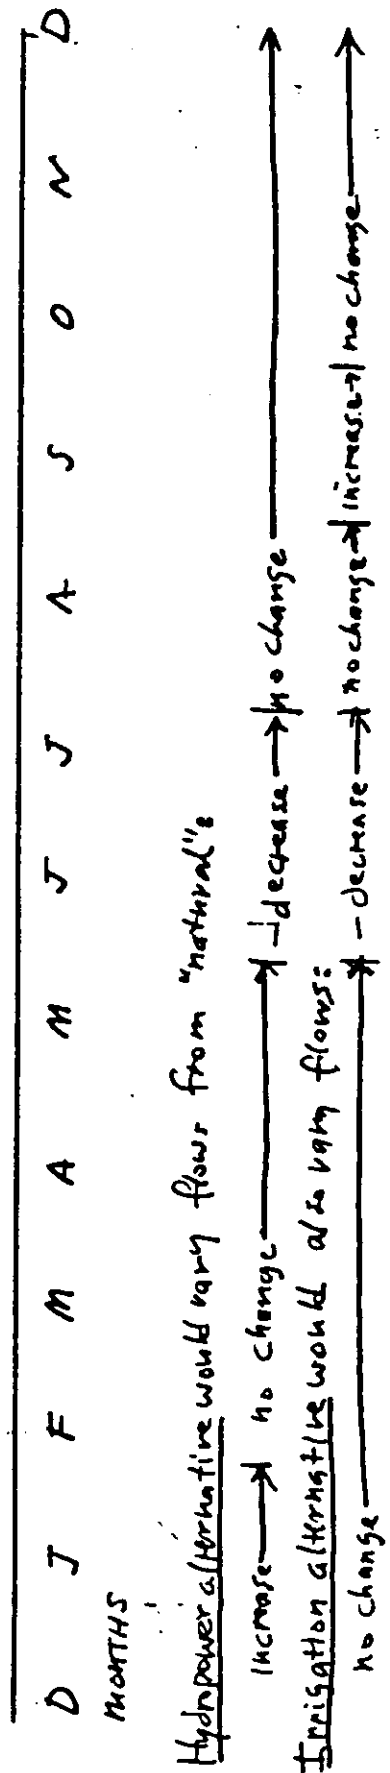 D J F M A M J J A S O N D
MONTHS
Hydropower alternative would vary flows from "natural":
increase no change decrease no change
Irrigation alternative would also vary flows:
no change decrease no change increase no change